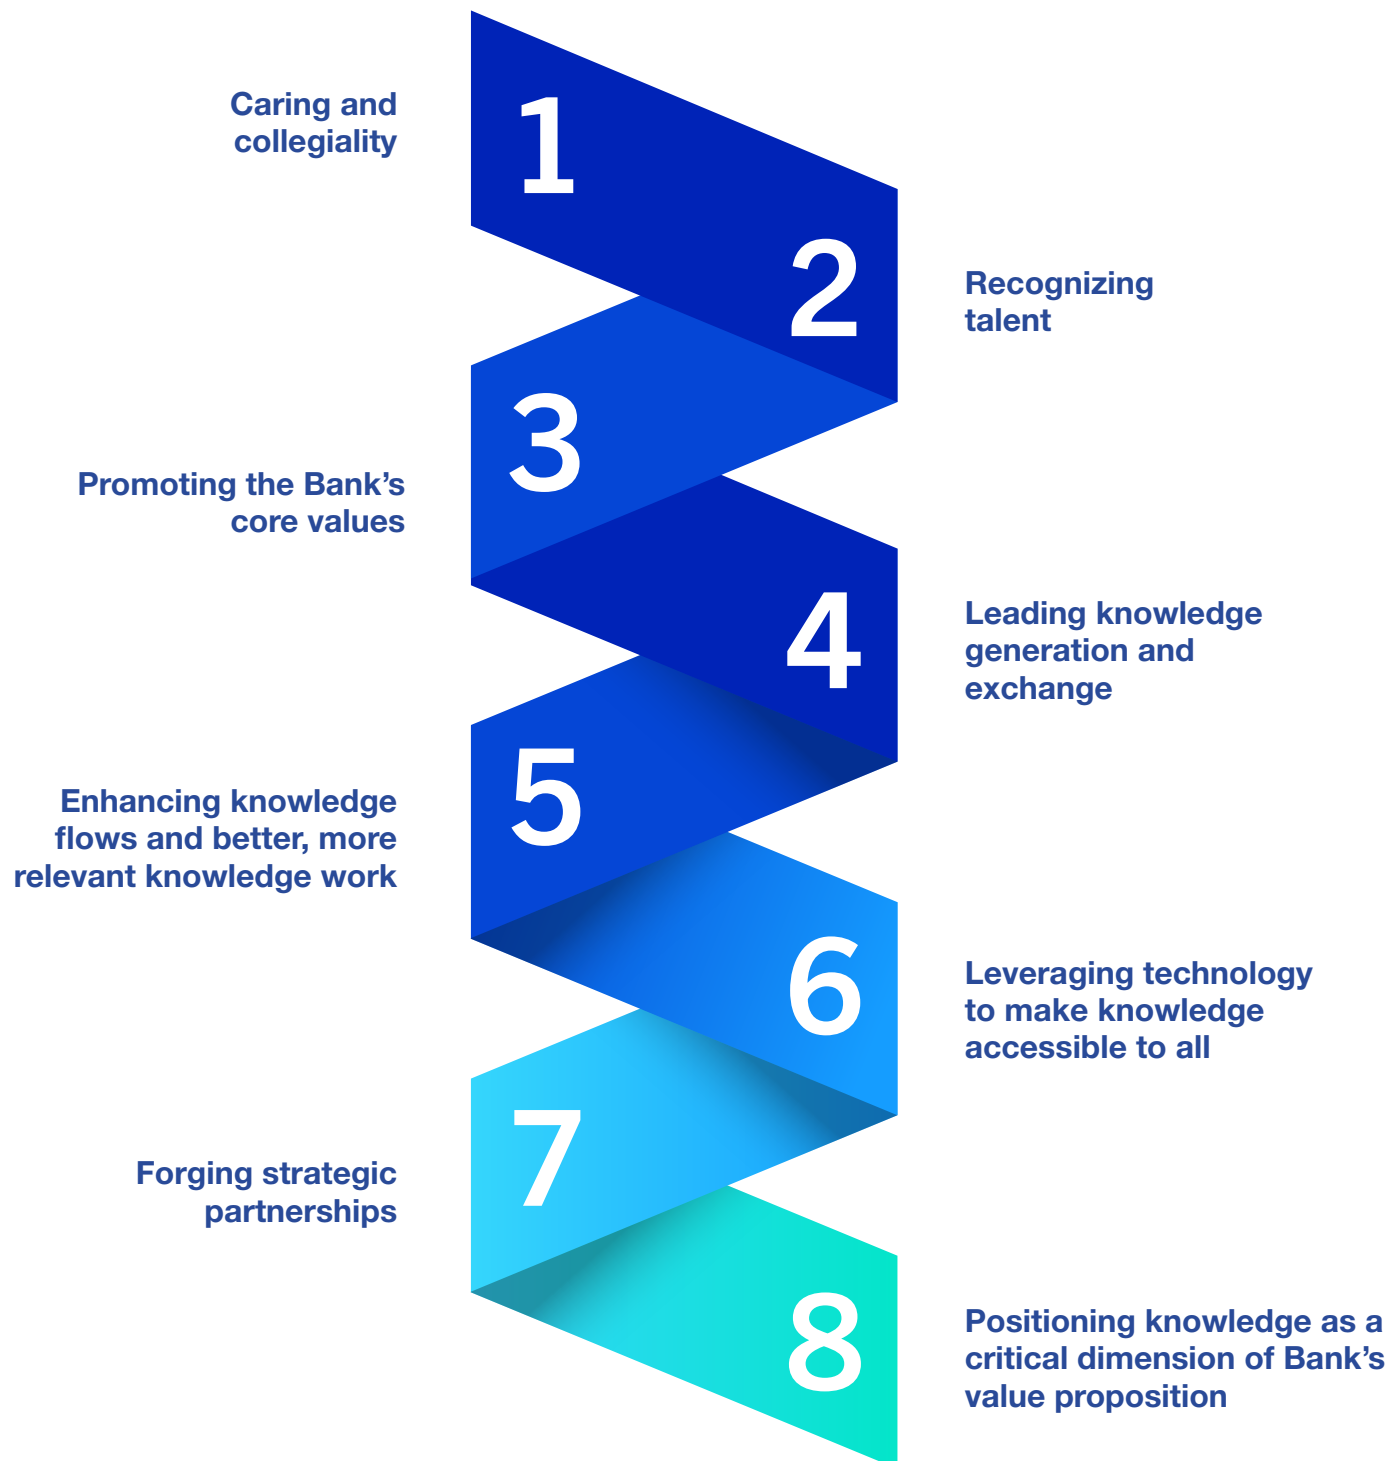 1
Caring and
collegiality
2
Recognizing
talent
3
Promoting the Bank’s
core values
4
Leading knowledge
generation and
exchange
5
Enhancing knowledge
flows and better, more
relevant knowledge work
6
Leveraging technology
to make knowledge
accessible to all
7
Forging strategic
partnerships
8
Positioning knowledge as a
critical dimension of Bank’s
value proposition